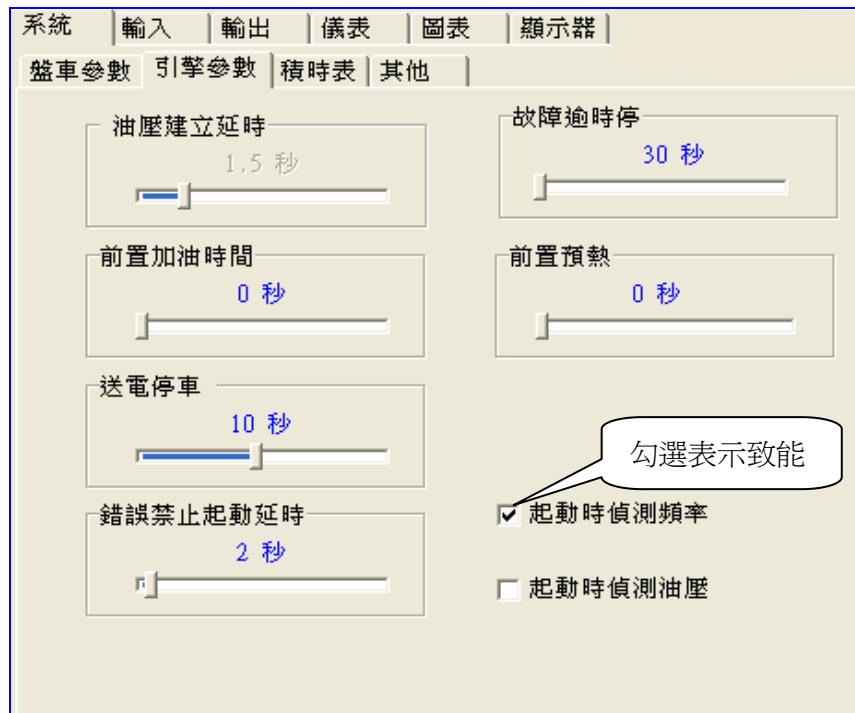 系統 輸入 輸出 儀表 圖表 顯示器
盤車參數 引擎參數 積時表 其他
油壓建立延時
1.5 秒
故障逾時停
30 秒
前置加油時間
0 秒
前置預熱
0 秒
送電停車
10 秒
勾選表示致能
錯誤禁止起動延時
2 秒
起動時偵測頻率
起動時偵測油壓